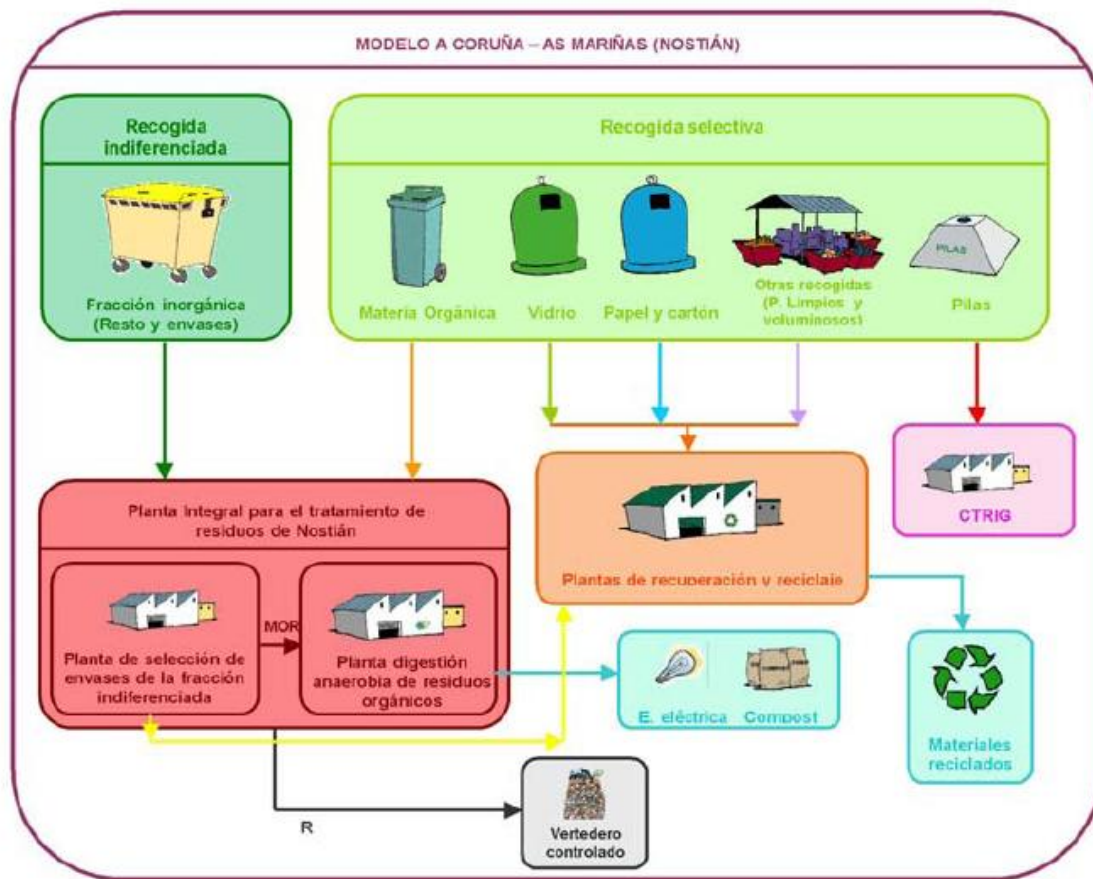 MODELO A CORUÑA – AS MARIÑAS (NOSTIÁN)
Recogida
indiferenciada
Fracción inorgánica
(Resto y envases)
Recogida selectiva
Matería Orgánica
Vidrio
Papel y cartón
Otras recogidas
(P. Limpios y
voluminosos)
PILAS
Pilas
Planta Integral para el tratamiento de
residuos de Nostián
Planta de selección de
envases de la fracción
indiferenciada
MOR
Planta digestión
anaerobia de residuos
orgánicos
Plantas de recuperación y reciclaje
CTRIG
E. eléctrica
Compost
Materiales
reciclados
R
Vertedero
controlado